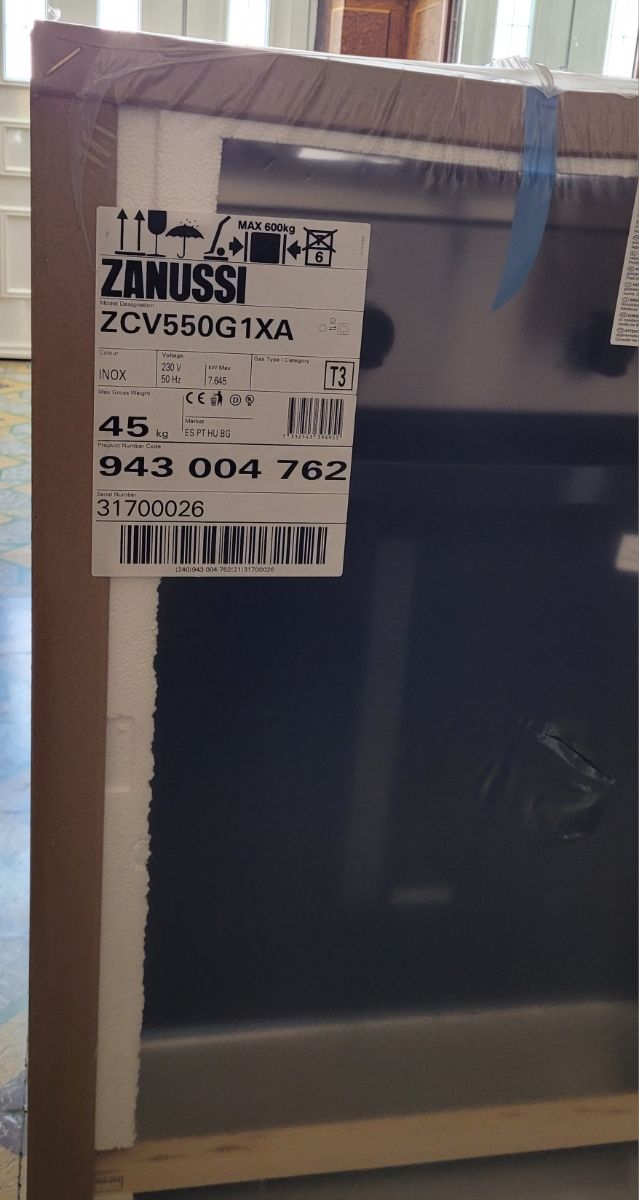 MAX 600kg
6
ZANUSSI
Model Designation
ZCV550G1XA
Colour
INOX
Voltage
230 V
50 Hz
kW Max
7.645
Gas Type / Category
T3
Max Gross Weight
45 kg
CE
D
Market
ES PT HU BG
Product Number Code
943 004 762
Serial Number
31700026
(240)943 004 762(21)31700026